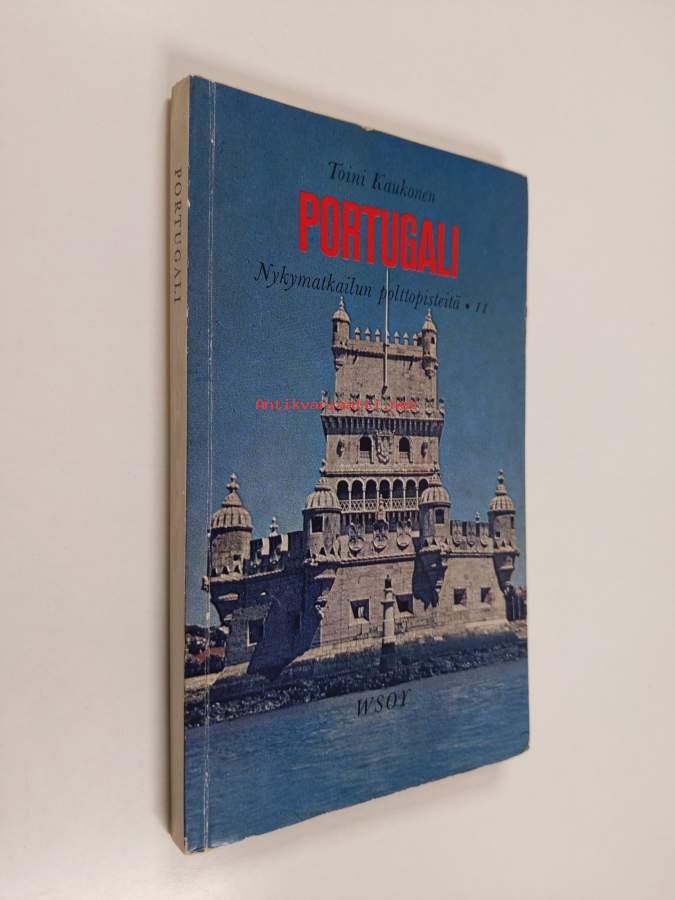 PORTUGALI
Toini Kaukonen
PORTUGALI
Nykymatkailun polttopisteitä • 11
Antikvariaatti.net
WSOY